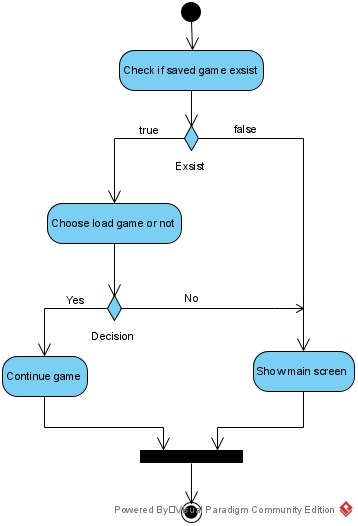 Check if saved game exsist
true
false
Exsist
Choose load game or not
Yes
No
Decision
Continue game
Show main screen
Powered By Visual Paradigm Community Edition